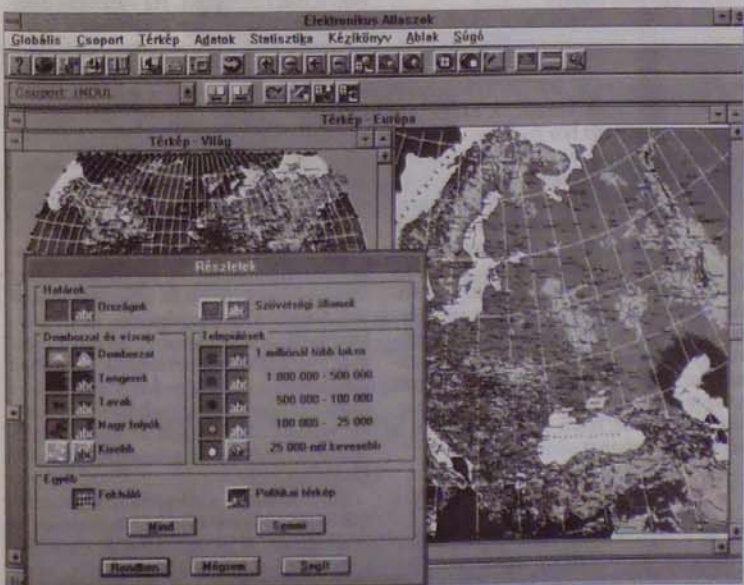 Elektronikus Atlaszok
Globális Csoport Térkép Adatok Statisztika Kézikönyv Ablak Súgó
Csoport: INDUL
Térkép - Európa
Térkép - Világ
Részletek
Határok
Országok
Szövetségi államok
Domborzat és vízrajz
Domborzat
Tengerek
Tavak
Nagy folyók
Kisebb
Települések
1 milliónál több lakos
1 000 000 - 500 000
500 000 - 100 000
100 000 - 25 000
25 000-nél kevesebb
Egyéb
Fokháló
Politikai térkép
Mind Semmi
Rendben Mégsem Segít